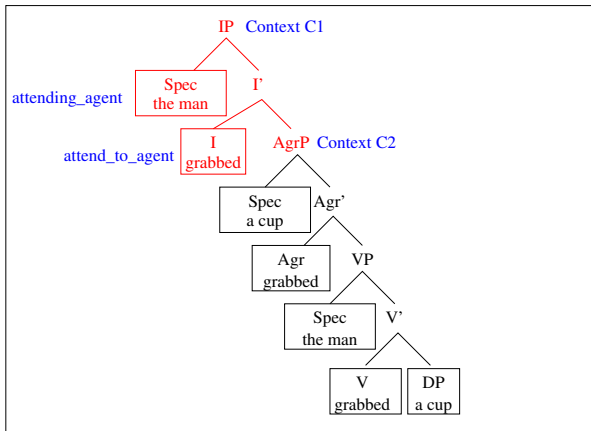 IP Context C1
Spec I’
attending_agent the man
I AgrP Context C2
attend_to_agent grabbed
Spec Agr’
a cup
Agr VP
grabbed
Spec V’
the man
V DP
grabbed a cup